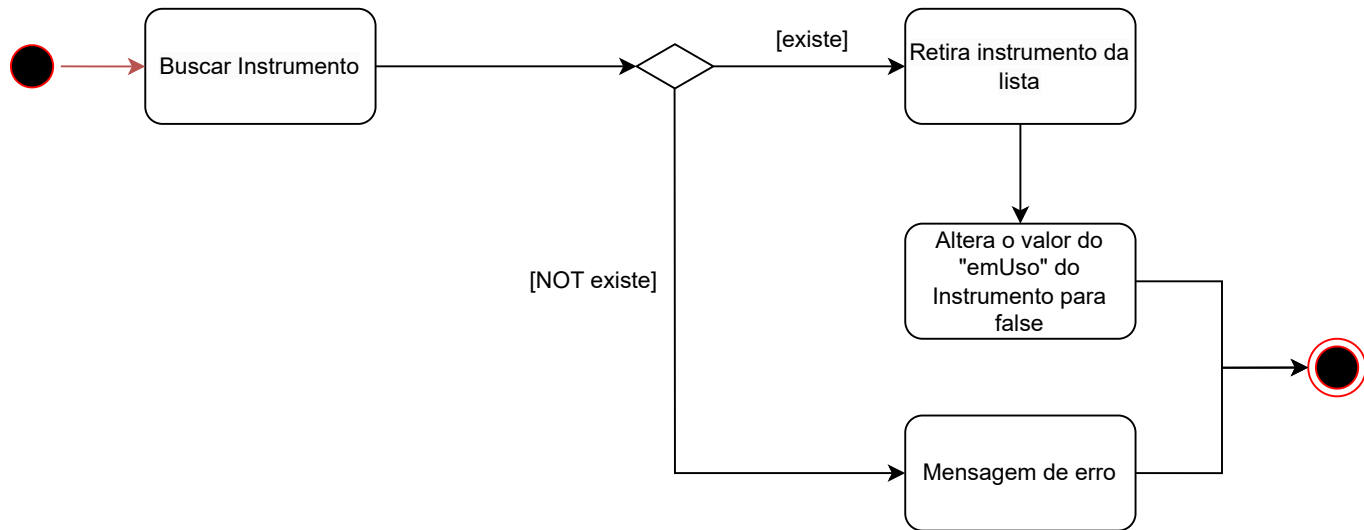 Buscar Instrumento
[existe]
Retira instrumento da
lista
[NOT existe]
Altera o valor do
"emUso" do
Instrumento para
false
Mensagem de erro